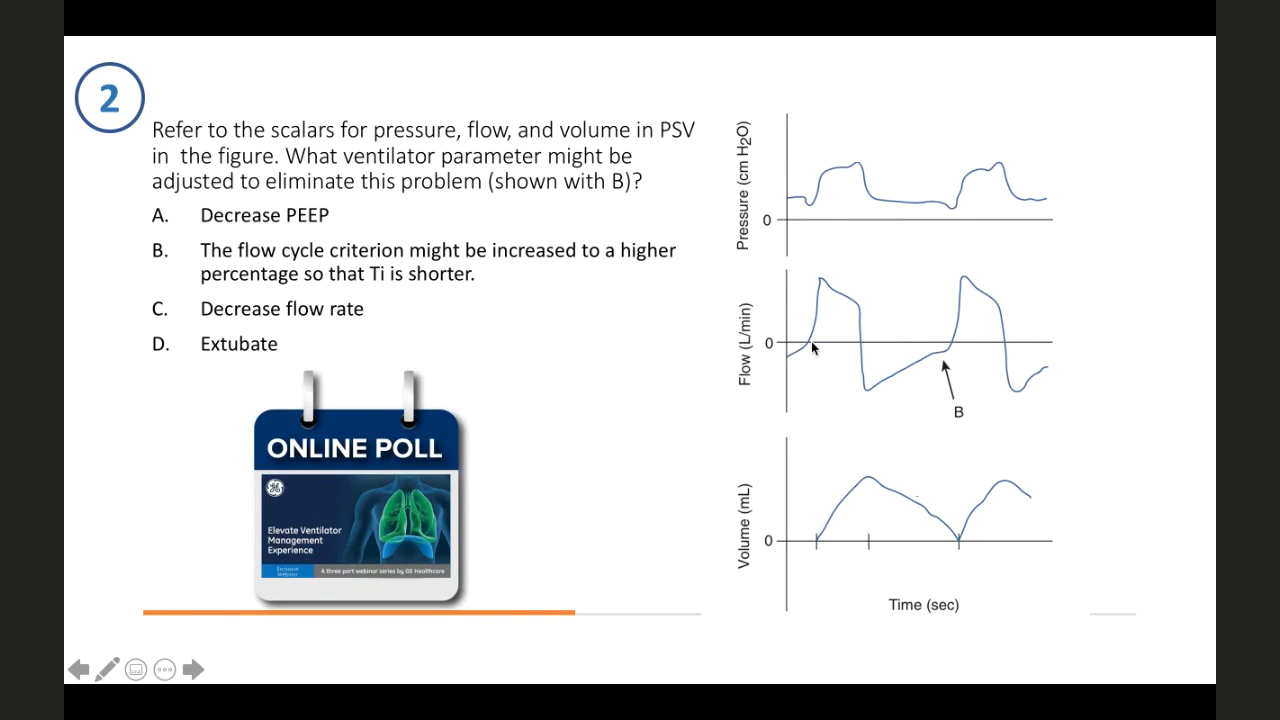 2
Refer to the scalars for pressure, flow, and volume in PSV
in the figure. What ventilator parameter might be
adjusted to eliminate this problem (shown with B)?
A. Decrease PEEP
B. The flow cycle criterion might be increased to a higher
percentage so that Ti is shorter.
C. Decrease flow rate
D. Extubate
ONLINE POLL
Elevate Ventilator
Management
Experience
Exclusive
Webinar
A three part webinar series by GE Healthcare
Pressure (cm H2O)
0
Flow (L/min)
0
B
Volume (mL)
0
Time (sec)